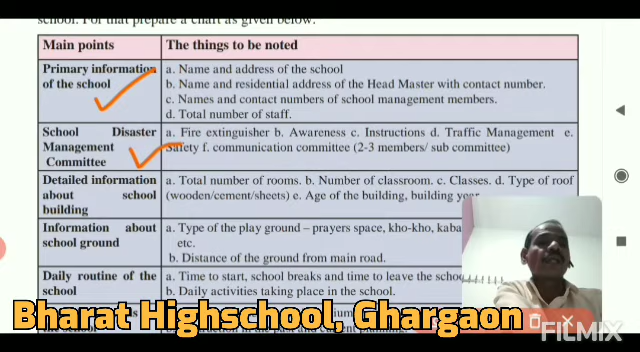 school. For that prepare a chart as given below.
Main points
The things to be noted
Primary information of the school
a. Name and address of the school
b. Name and residential address of the Head Master with contact number.
c. Names and contact numbers of school management members.
d. Total number of staff.
School Disaster
Management
Committee
a. Fire extinguisher b. Awareness c. Instructions d. Traffic Management e.
Safety f. communication committee (2-3 members/ sub committee)
Detailed information
about school
building
a. Total number of rooms. b. Number of classroom. c. Classes. d. Type of roof
(wooden/cement/sheets) e. Age of the building, building year
Information about
school ground
a. Type of the play ground – prayers space, kho-kho,
etc.
b. Distance of the ground from main road.
Daily routine of the
school
a. Time to start, school breaks and time to leave the
b. Daily activities taking place in the school.
Bharat Highschool, Ghargaon
FILMIX